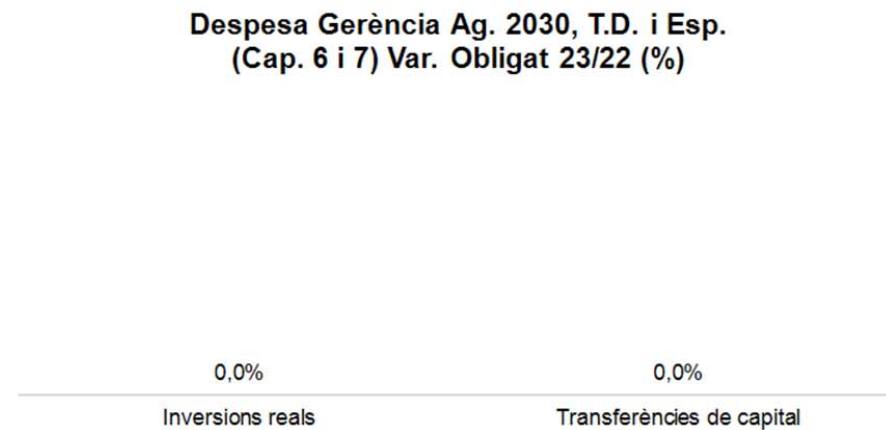 Despesa Gerència Ag. 2030, T.D. i Esp.
(Cap. 6 i 7) Var. Obligat 23/22 (%)
0,0%
0,0%
Inversions reals
Transferències de capital